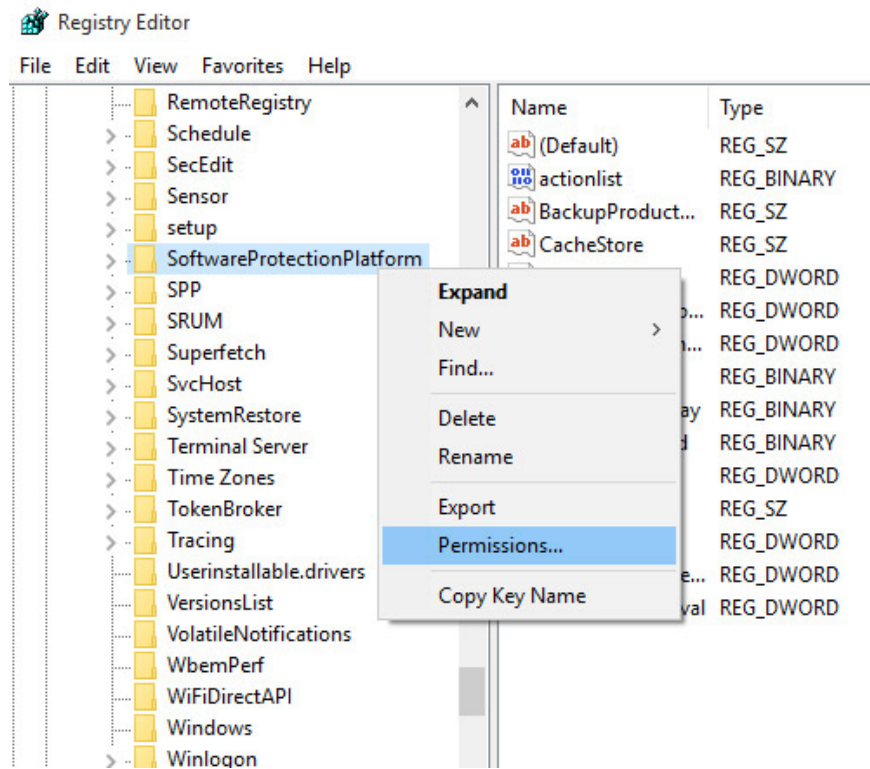 Registry Editor
File Edit View Favorites Help
RemoteRegistry
Schedule
SecEdit
Sensor
setup
SoftwareProtectionPlatform
SPP
SRUM
Superfetch
SvcHost
SystemRestore
Terminal Server
Time Zones
TokenBroker
Tracing
Userinstallable.drivers
VersionsList
VolatileNotifications
WbemPerf
WiFiDirectAPI
Windows
Winlogon
Expand
New
Find...
Delete
Rename
Export
Permissions...
Copy Key Name
Name Type
(Default) REG_SZ
actionlist REG_BINARY
BackupProduct... REG_SZ
CacheStore REG_SZ
REG_DWORD
REG_DWORD
REG_DWORD
REG_BINARY
ay REG_BINARY
REG_BINARY
REG_DWORD
REG_SZ
REG_DWORD
e... REG_DWORD
val REG_DWORD